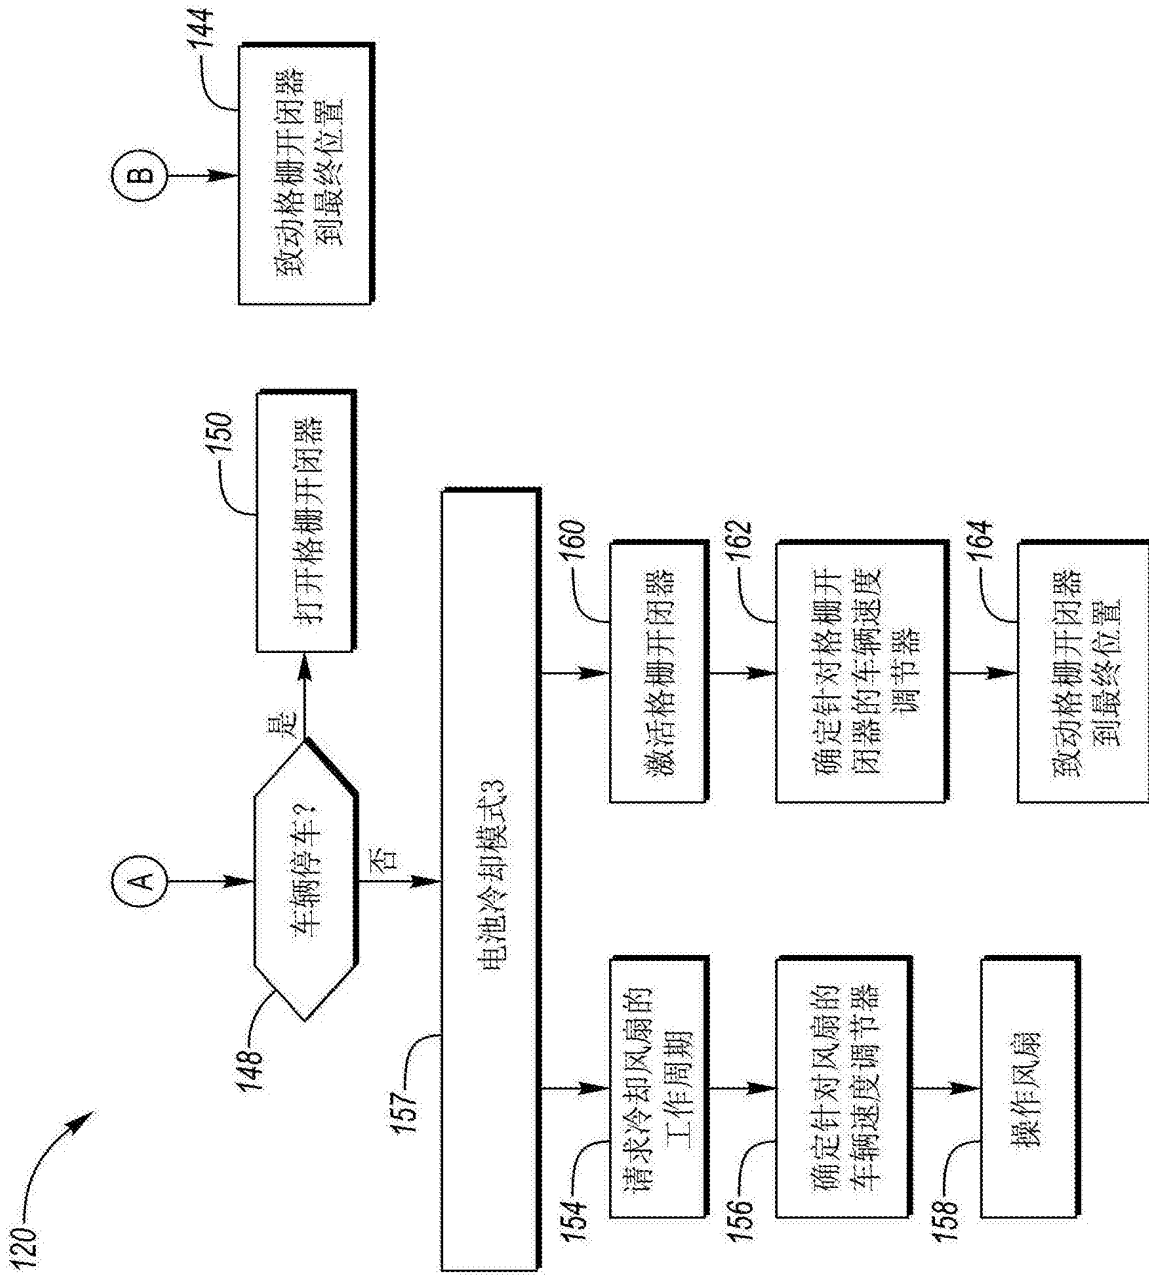 120
A
148
车辆停车?
是
150
打开格栅开闭器
否
157
电池冷却模式3
154
请求冷却风扇的
工作周期
156
确定针对风扇的
车辆速度调节器
158
操作风扇
160
激活格栅开闭器
162
确定针对格栅开
闭器的车辆速度
调节器
164
致动格栅开闭器
到最终位置
B
144
致动格栅开闭器
到最终位置